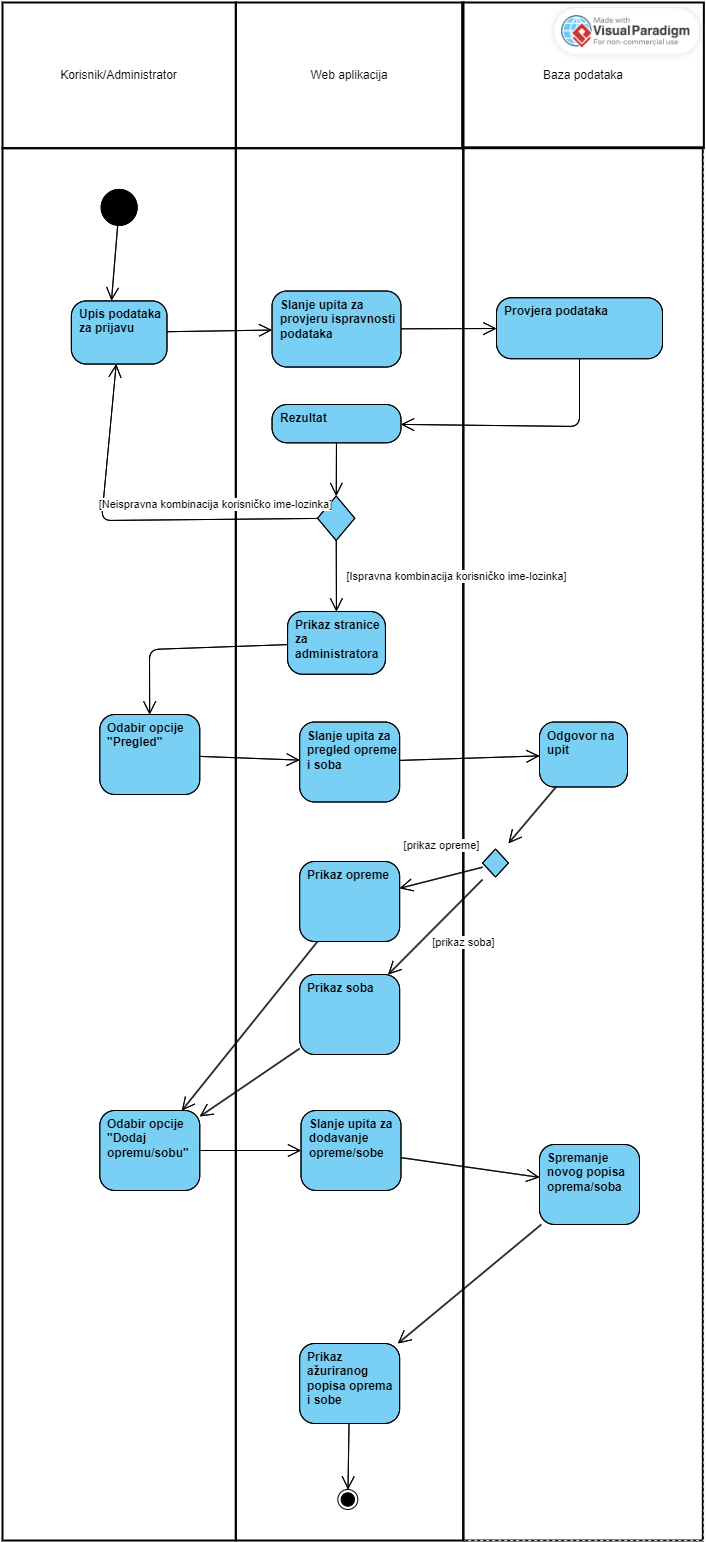 Made with
VisualParadigm
For non-commercial use
Korisnik/Administrator
Web aplikacija
Baza podataka
Upis podataka
za prijavu
Slanje upita za
provjeru ispravnosti
podataka
Provjera podataka
Rezultat
[Neispravna kombinacija korisničko ime-lozinka]
[Ispravna kombinacija korisničko ime-lozinka]
Prikaz stranice
za
administratora
Odabir opcije
"Pregled"
Slanje upita za
pregled opreme
i soba
Odgovor na
upit
[prikaz opreme]
Prikaz opreme
[prikaz soba]
Prikaz soba
Odabir opcije
"Dodaj
opremu/sobu"
Slanje upita za
dodavanje
opreme/sobe
Spremanje
novog popisa
oprema/soba
Prikaz
ažuriranog
popisa oprema
i sobe